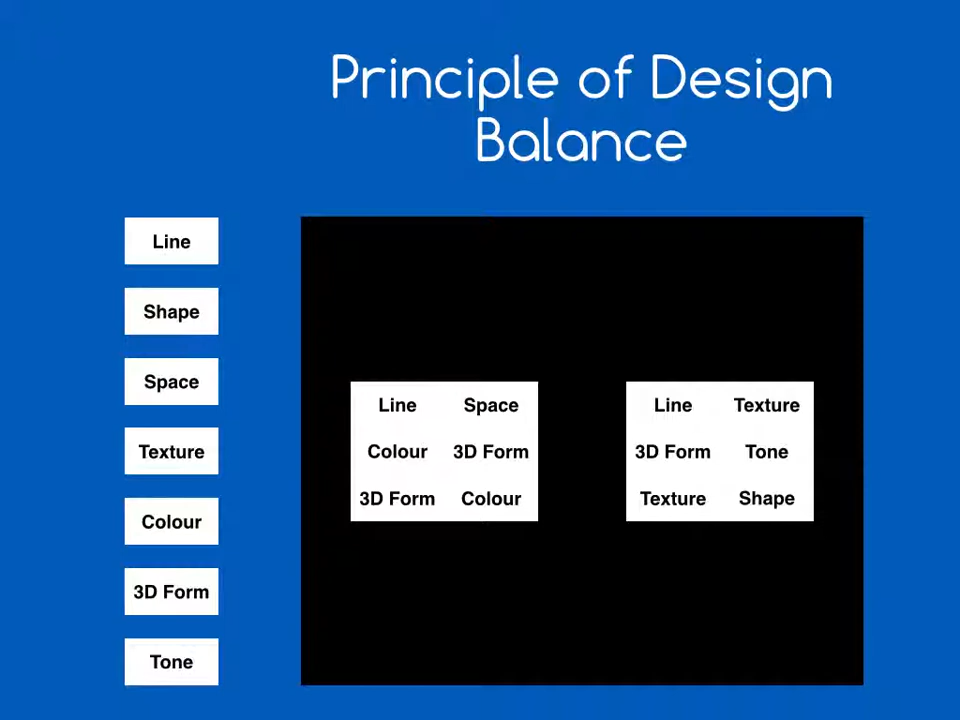 Principle of Design
Balance
Line
Shape
Space
Texture
Colour
3D Form
Tone
Line Space
Colour 3D Form
3D Form Colour
Line Texture
3D Form Tone
Texture Shape